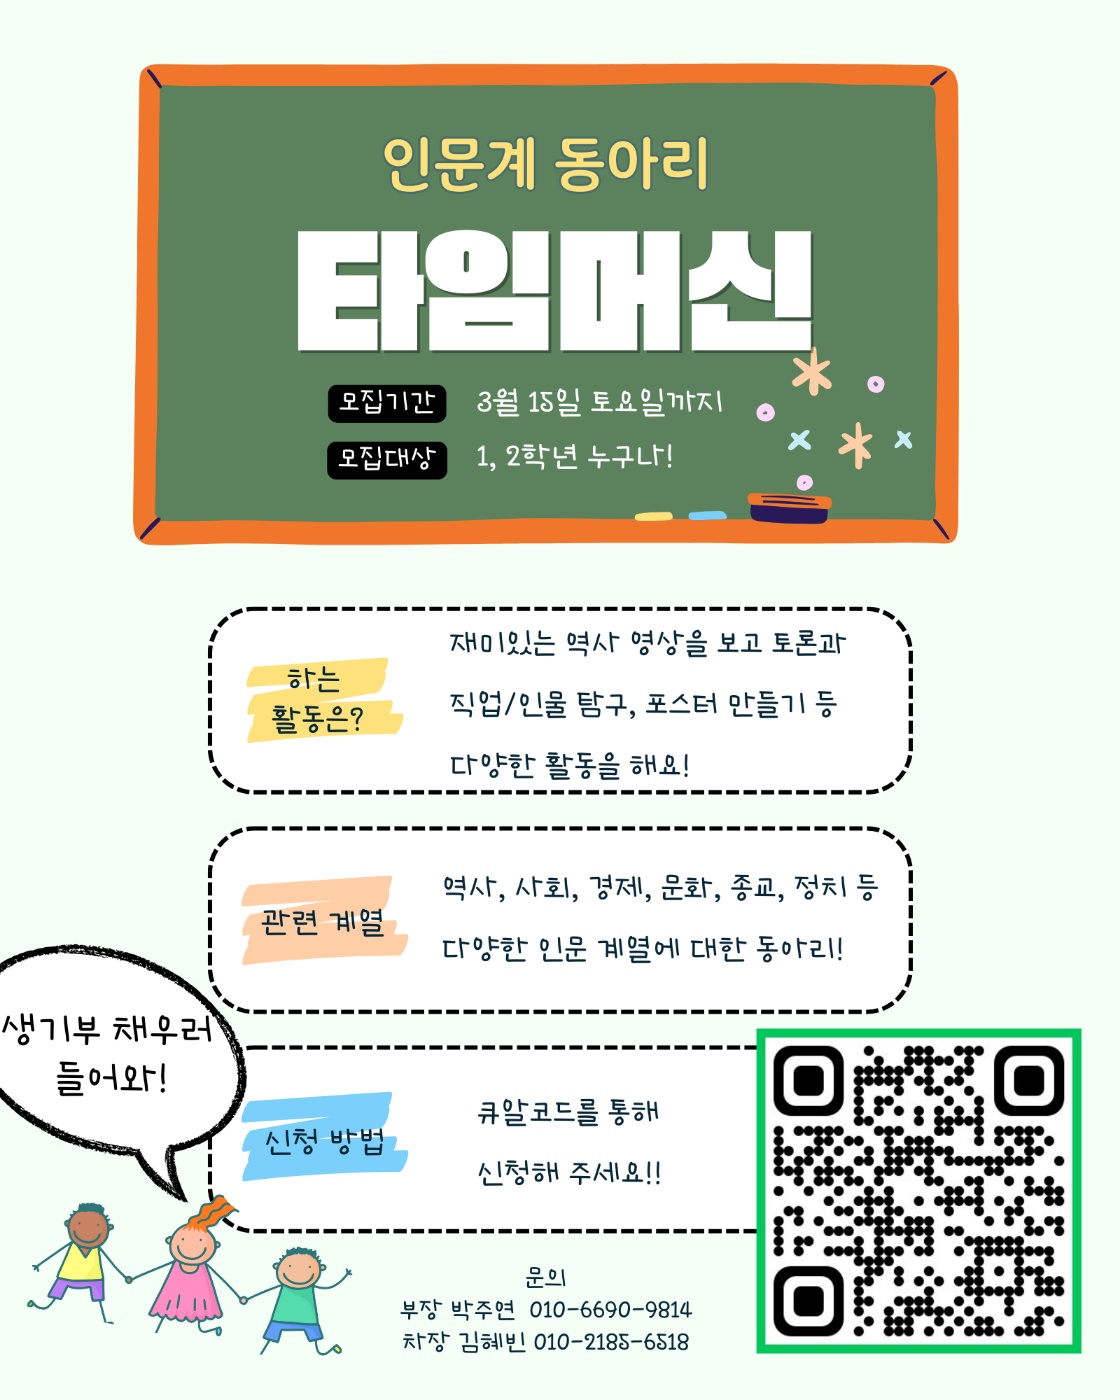 인문계 동아리
타임머신
모집기간 3월 15일 토요일까지
모집대상 1, 2학년 누구나!
하는
활동은?
재미있는 역사 영상을 보고 토론과
직업/인물 탐구, 포스터 만들기 등
다양한 활동을 해요!
관련 계열
역사, 사회, 경제, 문화, 종교, 정치 등
다양한 인문 계열에 대한 동아리!
생기부 채우러
들어와!
신청 방법
큐알코드를 통해
신청해 주세요!!
문의
부장 박주연 010-6690-9814
차장 김혜빈 010-2185-6518